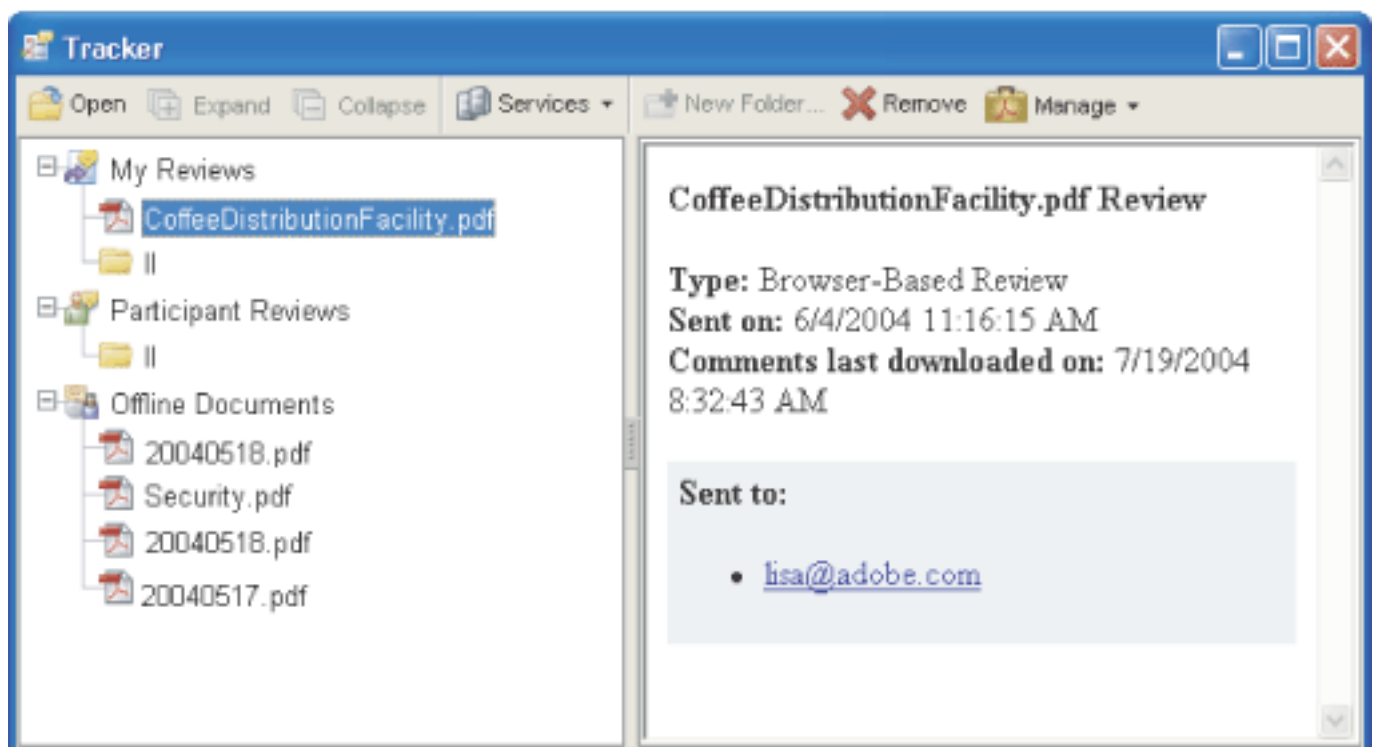 Tracker
Open Expand Collapse Services New Folder... Remove Manage
My Reviews
CoffeeDistributionFacility.pdf
ll
Participant Reviews
ll
Offline Documents
20040518.pdf
Security.pdf
20040518.pdf
20040517.pdf
CoffeeDistributionFacility.pdf Review
Type: Browser-Based Review
Sent on: 6/4/2004 11:16:15 AM
Comments last downloaded on: 7/19/2004
8:32:43 AM
Sent to:
• lisa@adobe.com